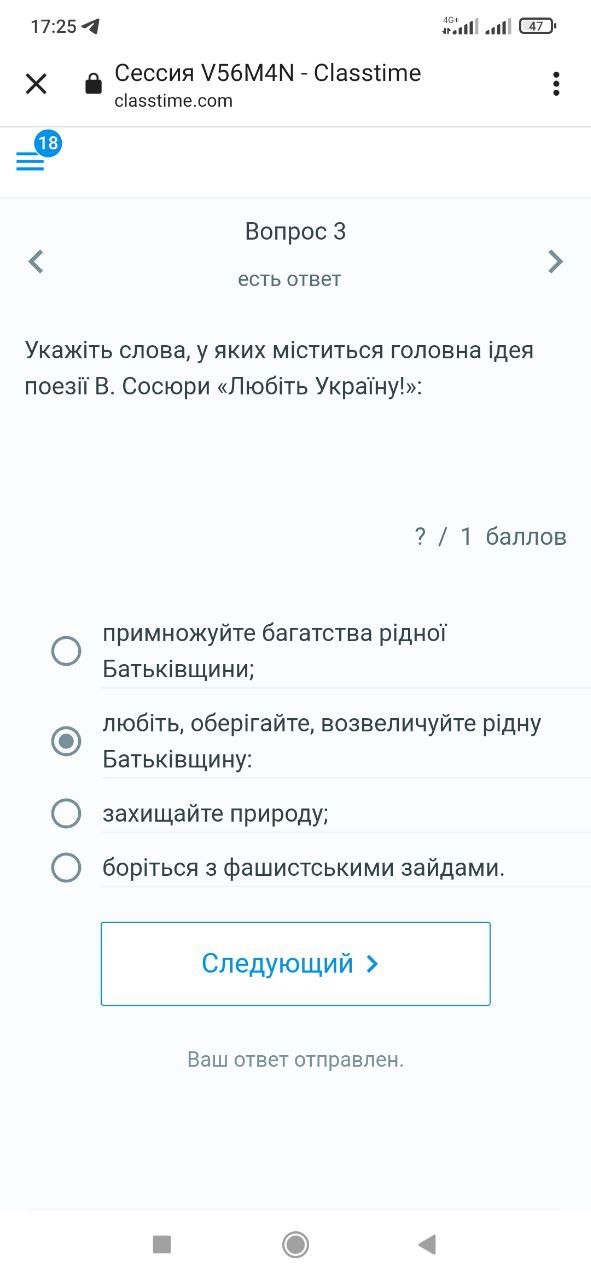 17:25
4G+
47
Сессия V56M4N - Classtime
classtime.com
18
Вопрос 3
есть ответ
Укажіть слова, у яких міститься головна ідея
поезії В. Сосюри «Любіть Україну!»:
? / 1 баллов
примножуйте багатства рідної
Батьківщини;
любіть, оберігайте, возвеличуйте рідну
Батьківщину:
захищайте природу;
боріться з фашистськими зайдами.
Следующий
Ваш ответ отправлен.